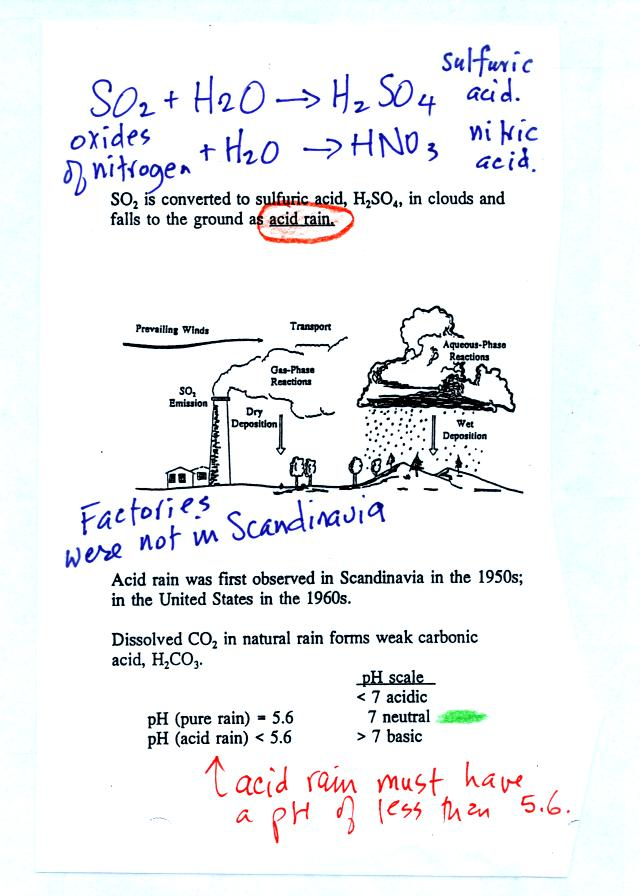 SO2 + H2O → H2SO4 sulfuric acid.
oxides of nitrogen + H2O → HNO3 nitric acid.
SO₂ is converted to sulfuric acid, H₂SO₄, in clouds and
falls to the ground as acid rain.
Prevailing Winds
Transport
Aqueous-Phase
Reactions
Gas-Phase
Reactions
SO₂
Emission
Dry
Deposition
Wet
Deposition
Factories
were not in Scandinavia
Acid rain was first observed in Scandinavia in the 1950s;
in the United States in the 1960s.
Dissolved CO₂ in natural rain forms weak carbonic
acid, H₂CO₃.
pH scale
< 7 acidic
pH (pure rain) = 5.6 7 neutral
pH (acid rain) < 5.6 > 7 basic
↑ acid rain must have
a pH of less than 5.6.